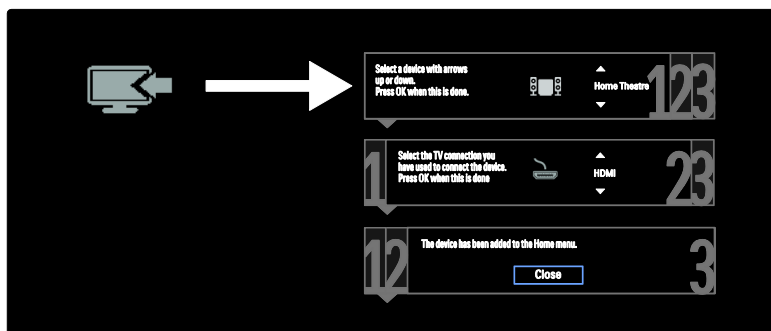 Select a device with arrows
up or down.
Press OK when this is done.
Home Theatre
123
Select the TV connection you
have used to connect the device.
Press OK when this is done
HDMI
1
23
The device has been added to the Home menu.
Close
12
3